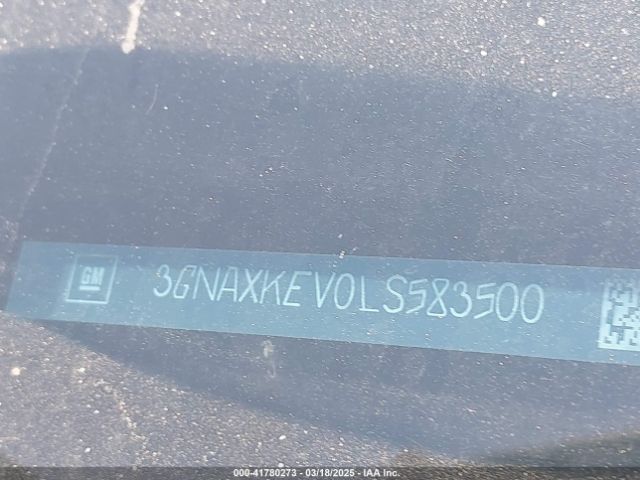 GM
3GNAXKEV0LS583500
000-41780273 - 03/18/2025 - IAA Inc.